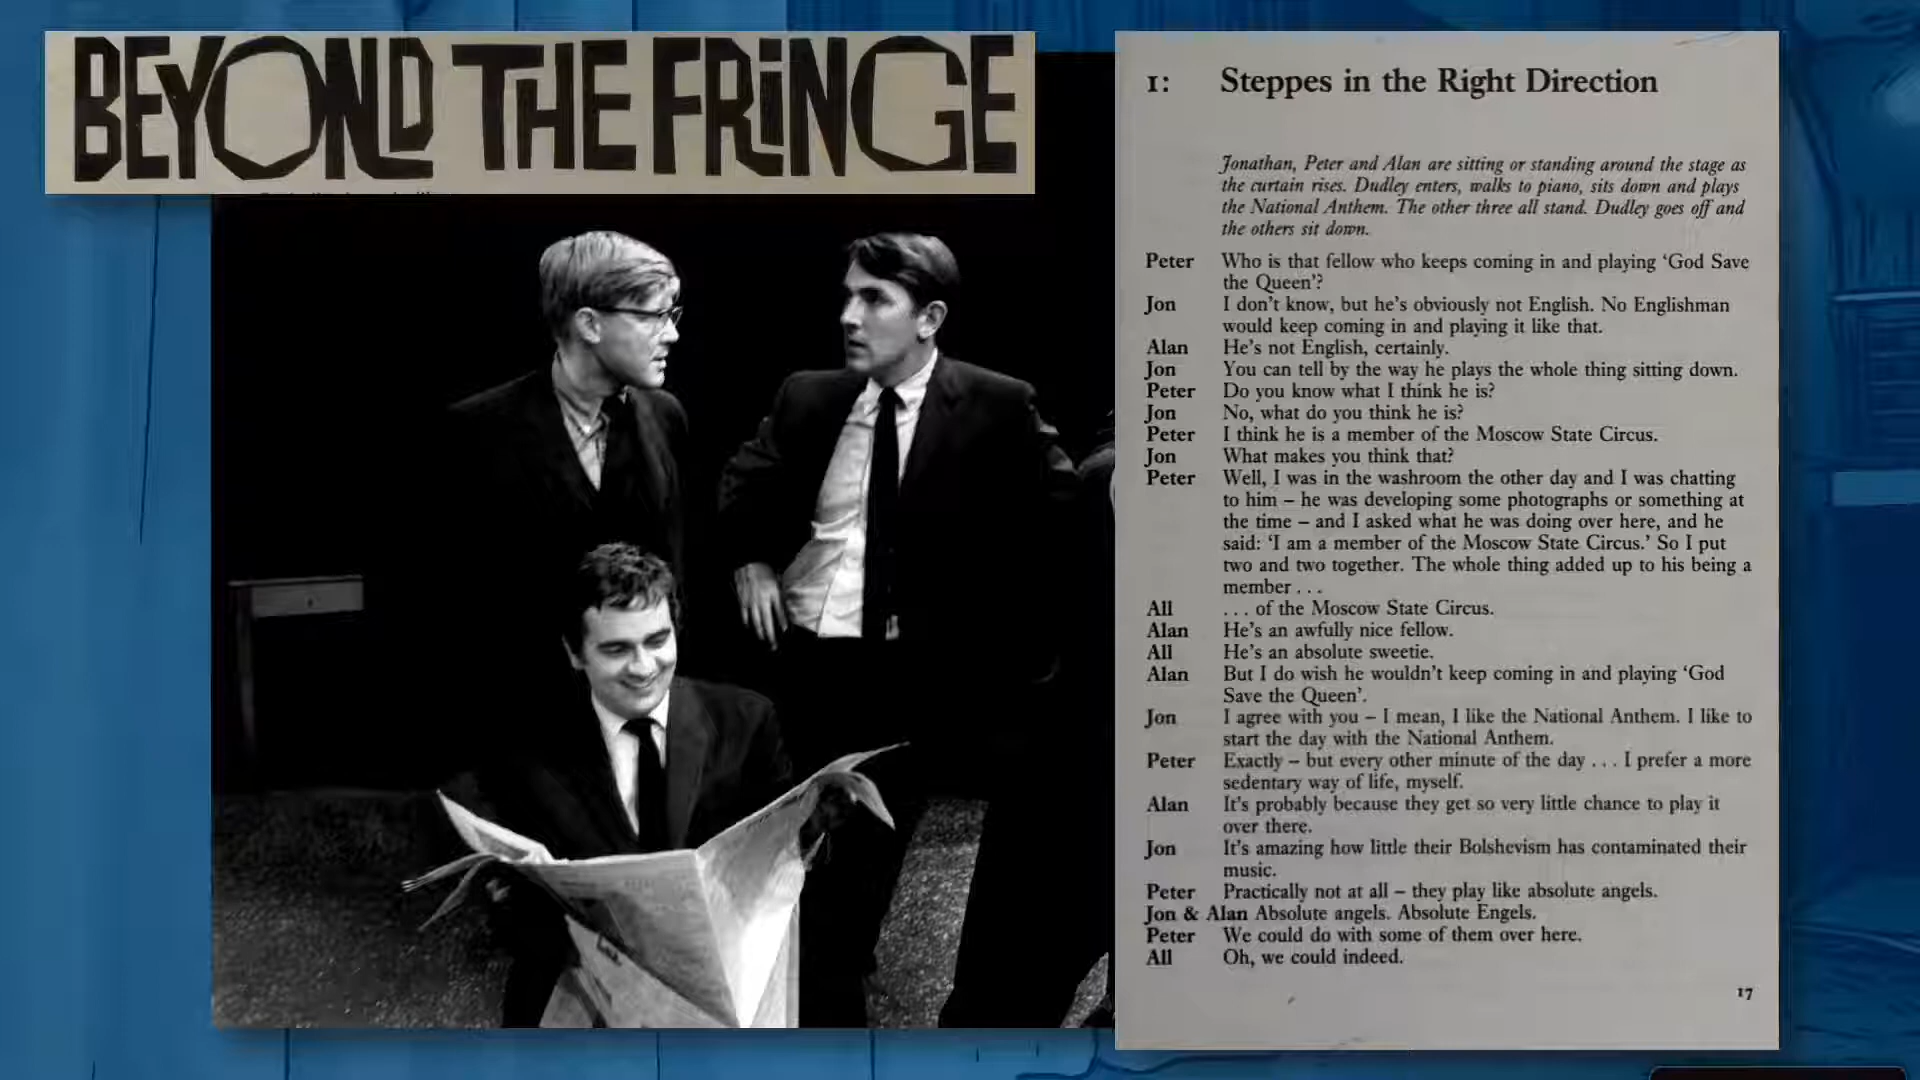 BEYOND THE FRINGE
1: Steppes in the Right Direction
Jonathan, Peter and Alan are sitting or standing around the stage as
the curtain rises. Dudley enters, walks to piano, sits down and plays
the National Anthem. The other three all stand. Dudley goes off and
the others sit down.
Peter Who is that fellow who keeps coming in and playing ‘God Save
the Queen’?
Jon I don’t know, but he’s obviously not English. No Englishman
would keep coming in and playing it like that.
Alan He’s not English, certainly.
Jon You can tell by the way he plays the whole thing sitting down.
Peter Do you know what I think he is?
Jon No, what do you think he is?
Peter I think he is a member of the Moscow State Circus.
Jon What makes you think that?
Peter Well, I was in the washroom the other day and I was chatting
to him – he was developing some photographs or something at
the time – and I asked what he was doing over here, and he
said: ‘I am a member of the Moscow State Circus.’ So I put
two and two together. The whole thing added up to his being a
member . . .
All . . . of the Moscow State Circus.
Alan He’s an awfully nice fellow.
All He’s an absolute sweetie.
Alan But I do wish he wouldn’t keep coming in and playing ‘God
Save the Queen’.
Jon I agree with you – I mean, I like the National Anthem. I like to
start the day with the National Anthem.
Peter Exactly – but every other minute of the day . . . I prefer a more
sedentary way of life, myself.
Alan It’s probably because they get so very little chance to play it
over there.
Jon It’s amazing how little their Bolshevism has contaminated their
music.
Peter Practically not at all – they play like absolute angels.
Jon & Alan Absolute angels. Absolute Engels.
Peter We could do with some of them over here.
All Oh, we could indeed.
17